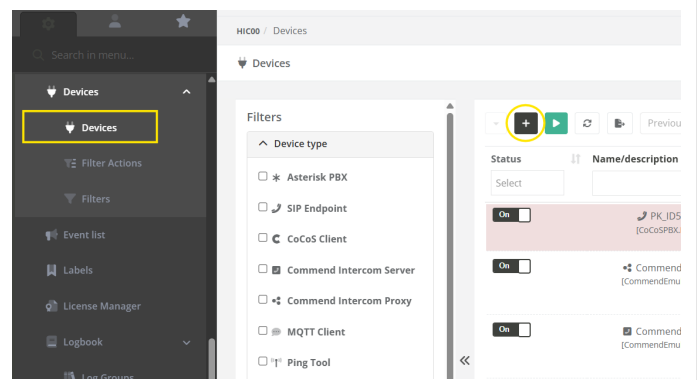 HIC00 / Devices
Search in menu...
Devices
Devices
Devices
Filter Actions
Filters
Event list
Labels
License Manager
Logbook
Log Groups
Filters
Device type
Asterisk PBX
SIP Endpoint
CoCoS Client
Commend Intercom Server
Commend Intercom Proxy
MQTT Client
Ping Tool
Previou
Status Name/description
Select
On PK_ID5
[CoCoSPBX.
On Commend
[CommendEmu
On Commend
[CommendEmu